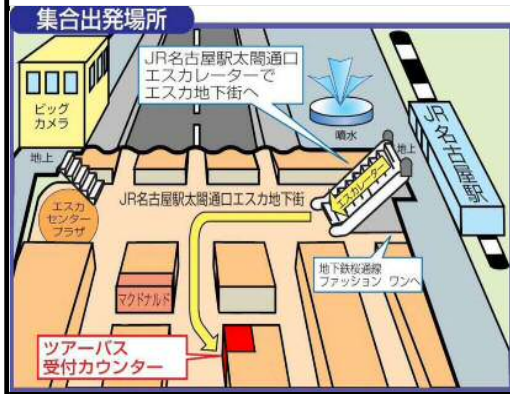 集合出発場所
JR名古屋駅太閤通口
エスカレーターで
エスカ地下街へ
ビッグ
カメラ
噴水
JR名古屋駅
地上
地上
エスカレーター
JR名古屋駅太閤通口エスカ地下街
エスカ
センター
プラザ
地下鉄桜通線
ファッション ワンへ
マクドナルド
ツアーバス
受付カウンター